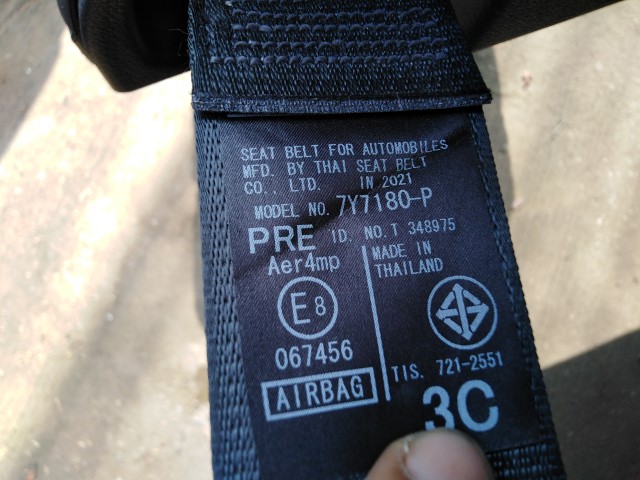 SEAT BELT FOR AUTOMOBILES
MFD. BY THAI SEAT BELT
CO., LTD. IN 2021
MODEL NO. 7Y7180-P
PRE ID. NO.T 348975
Aer4mp
MADE IN
THAILAND
E8
067456
TIS. 721-2551
AIRBAG
3C